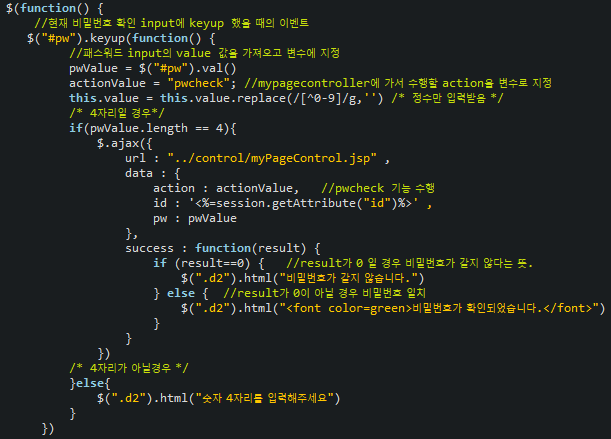 $(function() {
//현재 비밀번호 확인 input에 keyup 했을 때의 이벤트
$("#pw").keyup(function() {
//패스워드 input의 value 값을 가져오고 변수에 지정
pwValue = $("#pw").val()
actionValue = "pwcheck"; //mypagecontroller에 가서 수행할 action을 변수로 지정
this.value = this.value.replace(/[^0-9]/g,'') /* 정수만 입력받음 */
/* 4자리일 경우*/
if(pwValue.length == 4){
$.ajax({
url : "../control/myPageControl.jsp" ,
data : {
action : actionValue, //pwcheck 기능 수행
id : '<%=session.getAttribute("id")%>' ,
pw : pwValue
},
success : function(result) {
if (result==0) { //result가 0 일 경우 비밀번호가 같지 않다는 뜻.
$(".d2").html("비밀번호가 같지 않습니다.")
} else { //result가 0이 아닐 경우 비밀번호 일치
$(".d2").html("<font color=green>비밀번호가 확인되었습니다.</font>")
}
}
})
/* 4자리가 아닐경우 */
}else{
$(".d2").html("숫자 4자리를 입력해주세요")
}
})